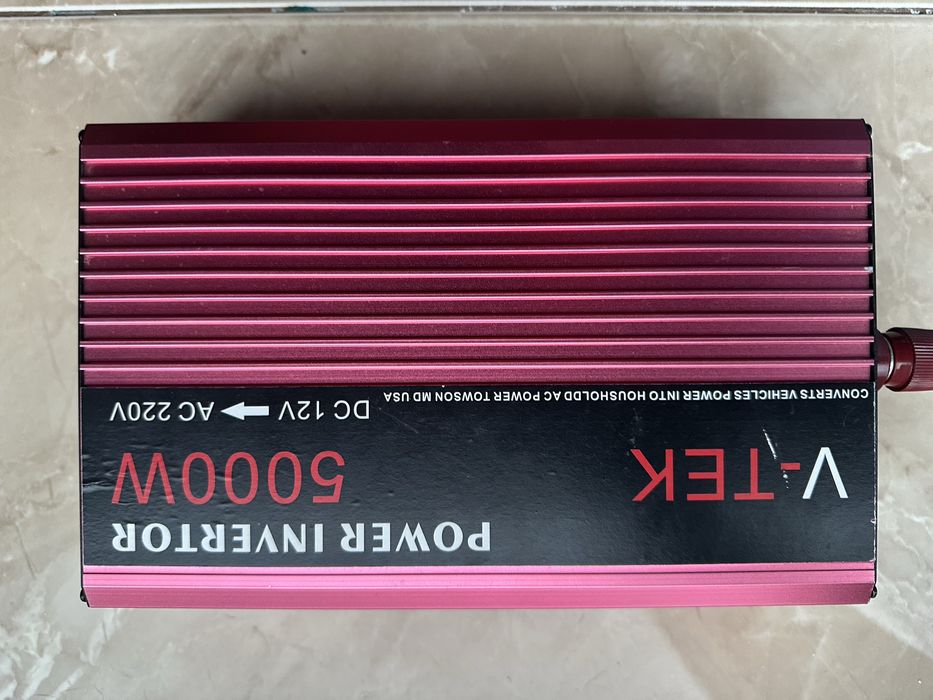 POWER INVERTOR
V-TEK
5000W
DC 12V → AC 220V
CONVERTS VEHICLES POWER INTO HOUSHOLDD AC POWER TOWSON MD USA